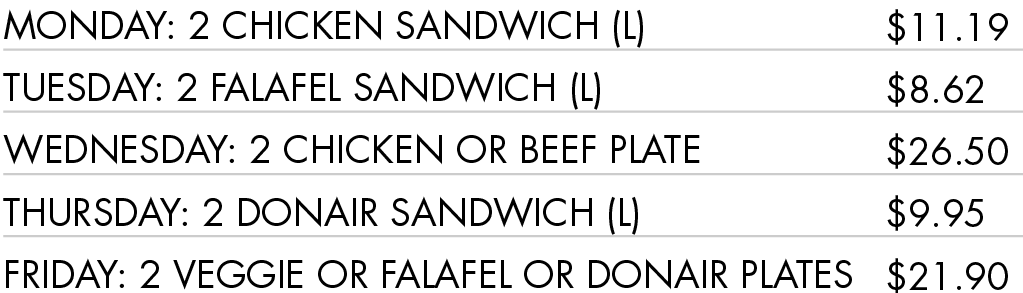 MONDAY: 2 CHICKEN SANDWICH (L) $11.19
TUESDAY: 2 FALAFEL SANDWICH (L) $8.62
WEDNESDAY: 2 CHICKEN OR BEEF PLATE $26.50
THURSDAY: 2 DONAIR SANDWICH (L) $9.95
FRIDAY: 2 VEGGIE OR FALAFEL OR DONAIR PLATES $21.90